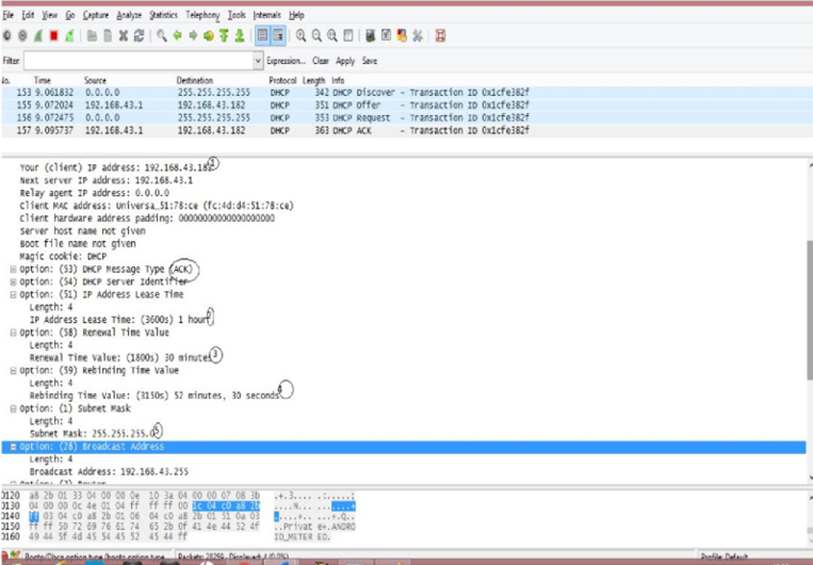 File Edit View Go Capture Analyze Statistics Telephony Tools Internals Help
Filter: Expression... Clear Apply Save
No. Time Source Destination Protocol Length Info
153 9.061832 0.0.0.0 255.255.255.255 DHCP 342 DHCP Discover - Transaction ID 0x1cfe382f
155 9.072024 192.168.43.1 192.168.43.182 DHCP 351 DHCP Offer - Transaction ID 0x1cfe382f
156 9.072475 0.0.0.0 255.255.255.255 DHCP 353 DHCP Request - Transaction ID 0x1cfe382f
157 9.095737 192.168.43.1 192.168.43.182 DHCP 363 DHCP ACK - Transaction ID 0x1cfe382f
Your (client) IP address: 192.168.43.182 1
Next server IP address: 192.168.43.1
Relay agent IP address: 0.0.0.0
Client MAC address: Universa_51:78:ce (fc:4d:d4:51:78:ce)
Client hardware address padding: 00000000000000000000
Server host name not given
Boot file name not given
Magic cookie: DHCP
Option: (53) DHCP Message Type (ACK)
Option: (54) DHCP Server Identifier
Option: (51) IP Address Lease Time
Length: 4
IP Address Lease Time: (3600s) 1 hour 2
Option: (58) Renewal Time Value
Length: 4
Renewal Time Value: (1800s) 30 minutes 3
Option: (59) Rebinding Time Value
Length: 4
Rebinding Time Value: (3150s) 52 minutes, 30 seconds
Option: (1) Subnet Mask
Length: 4
Subnet Mask: 255.255.255.0 5
Option: (28) Broadcast Address
Length: 4
Broadcast Address: 192.168.43.255
Option: (3) Router
0120 a8 2b 01 33 04 00 00 0e 10 3a 04 00 00 07 08 3b .+.3.... .:.....;
0130 04 00 00 0c 4e 01 04 ff ff ff 00 1c 04 c0 a8 2b ....N... .......+
0140 ff 03 04 c0 a8 2b 01 06 04 c0 a8 2b 01 51 0a 03 .....+.. ...+.Q..
0150 ff ff 50 72 69 76 61 74 65 2b 0f 41 4e 44 52 4f ..Privat e+.ANDRO
0160 49 44 5f 4d 45 54 45 52 45 44 ff ID_METER ED.
Bootp/Dhcp option type (bootp.option.type) Packets: 20259 Displayed: 4 (0.0%) Profile: Default